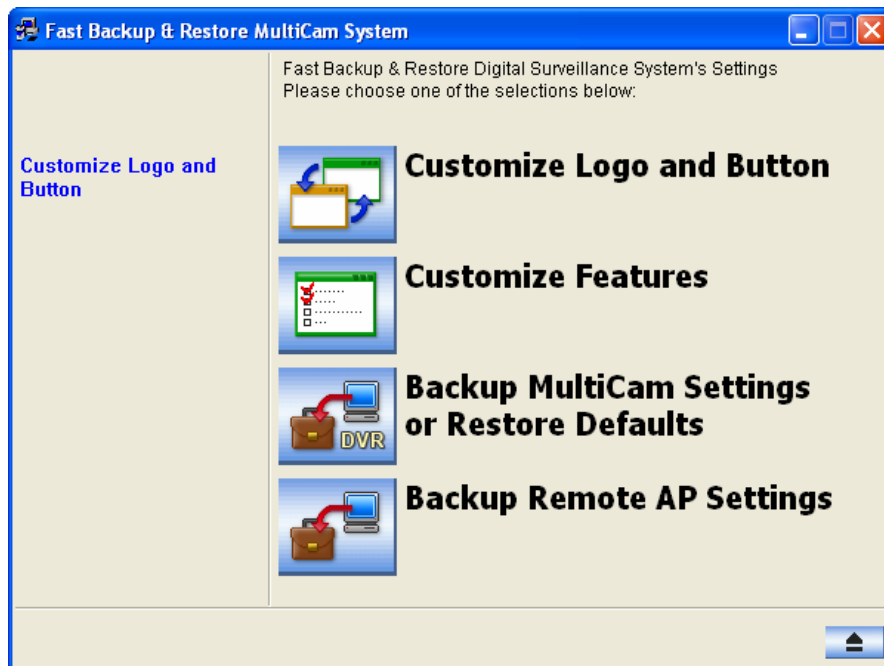 Fast Backup & Restore MultiCam System
Fast Backup & Restore Digital Surveillance System's Settings
Please choose one of the selections below:
Customize Logo and
Button
Customize Logo and Button
Customize Features
Backup MultiCam Settings
or Restore Defaults
DVR
Backup Remote AP Settings